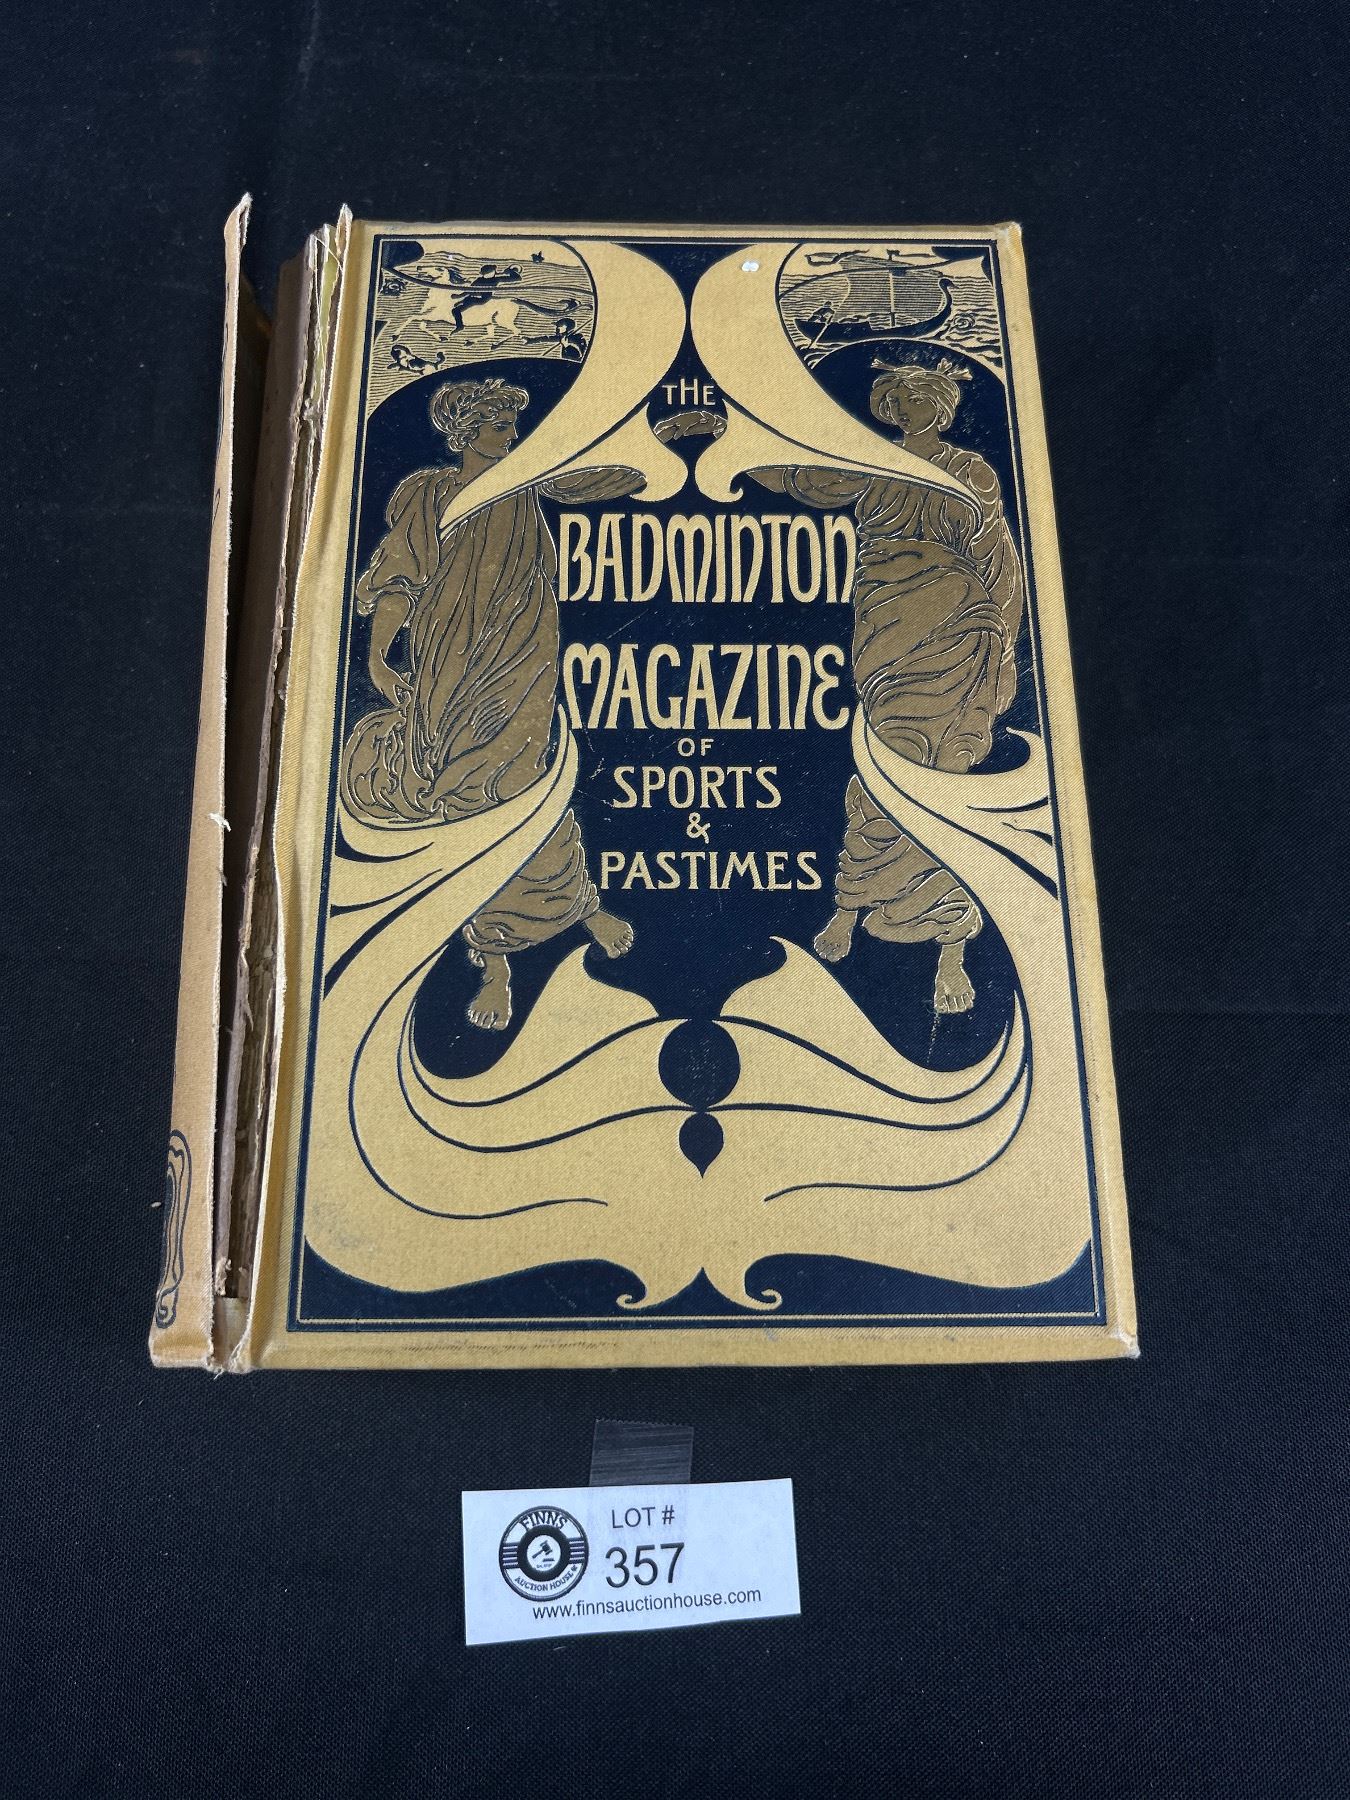 THE
BADMINTON
MAGAZINE
OF
SPORTS
&
PASTIMES
FINNS
AUCTION HOUSE
LOT #
357
www.finnsauctionhouse.com